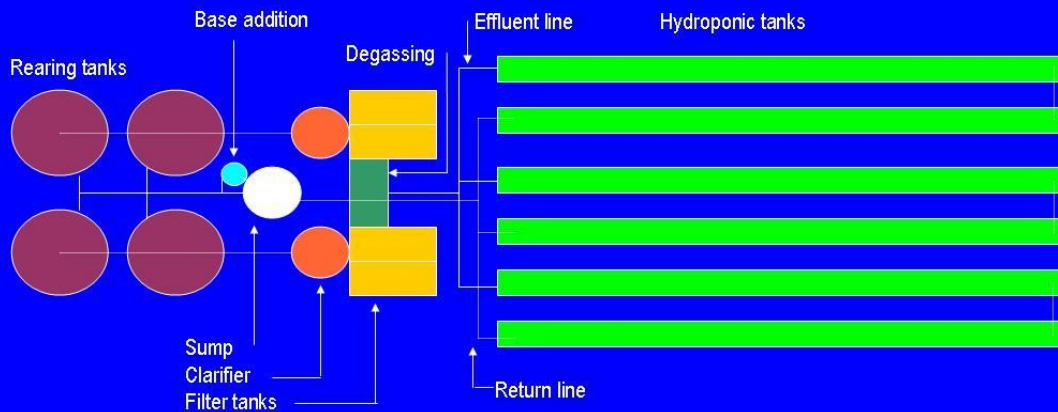 Base addition
Effluent line
Hydroponic tanks
Degassing
Rearing tanks
Sump
Clarifier
Filter tanks
Return line